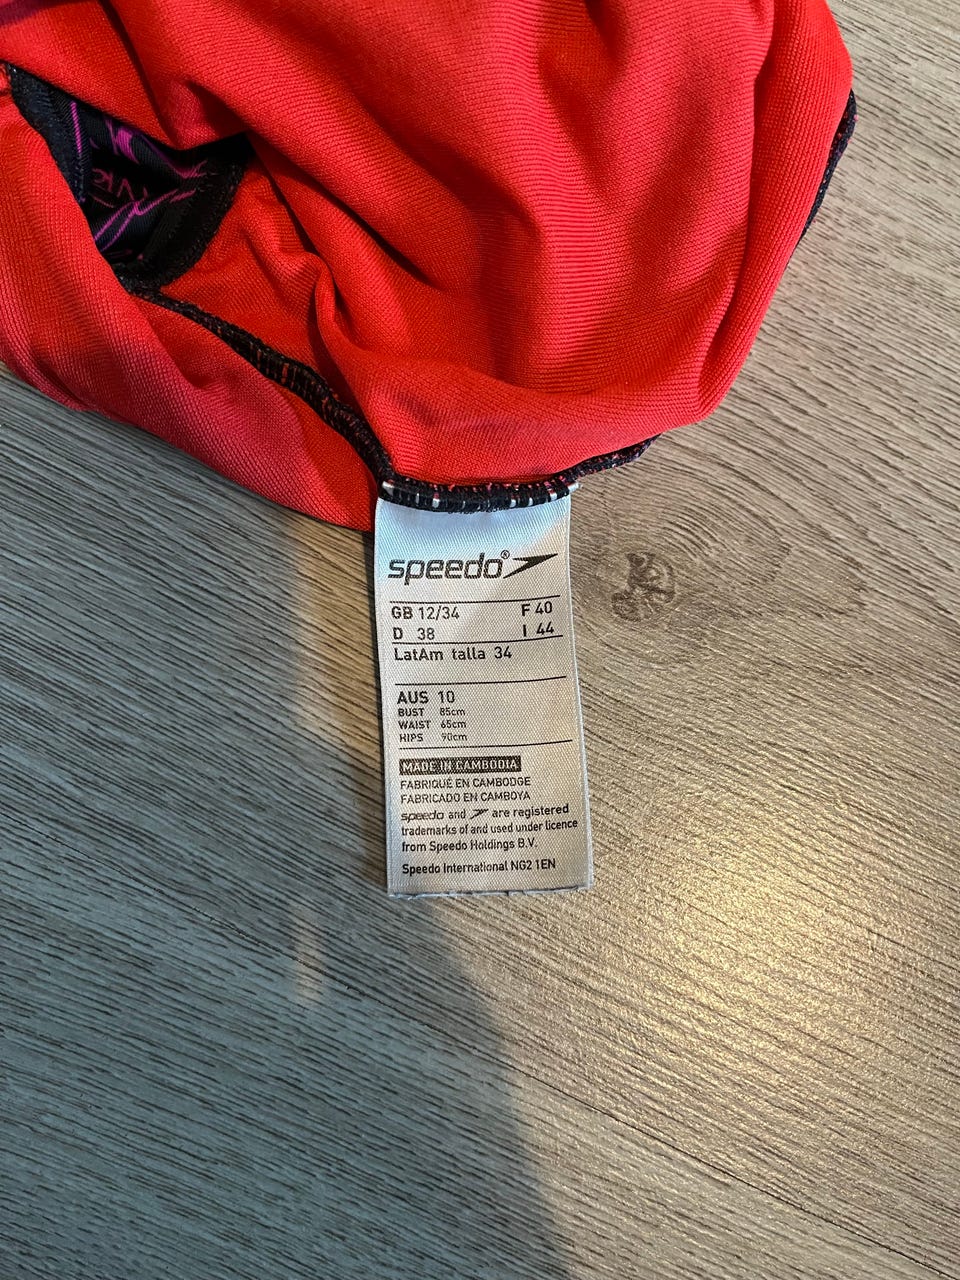 speedo®
GB 12/34 F 40
D 38 I 44
LatAm talla 34
AUS 10
BUST 85cm
WAIST 65cm
HIPS 90cm
MADE IN CAMBODIA
FABRIQUÉ EN CAMBODGE
FABRICADO EN CAMBOYA
speedo and are registered
trademarks of and used under licence
from Speedo Holdings B.V.
Speedo International NG2 1EN